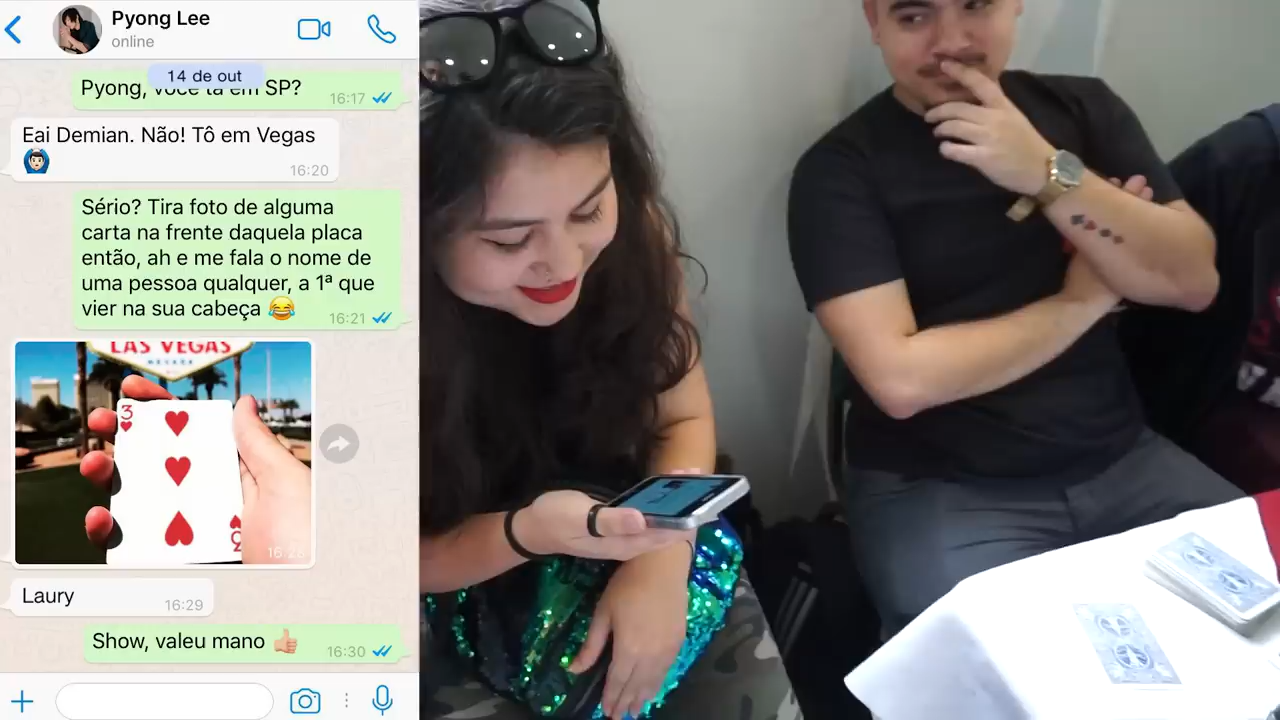 Pyong Lee
online
14 de out
Pyong, você tá em SP?
16:17
Eai Demian. Não! Tô em Vegas
16:20
Sério? Tira foto de alguma
carta na frente daquela placa
então, ah e me fala o nome de
uma pessoa qualquer, a 1ª que
vier na sua cabeça 😂
16:21
LAS VEGAS
NEVADA
3
3
16:28
Laury
16:29
Show, valeu mano 👍🏼
16:30